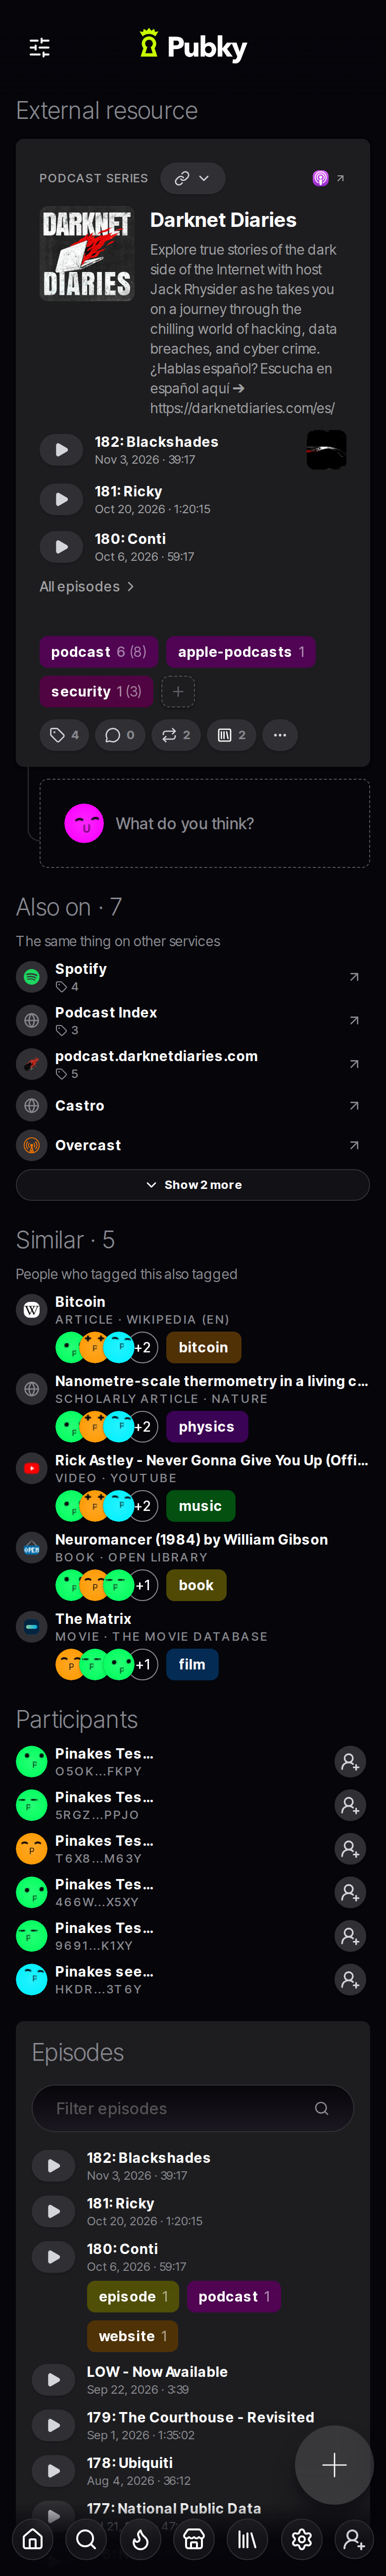 Pubky
External resource
PODCAST SERIES
DARKNET
DIARIES
Darknet Diaries
Explore true stories of the dark
side of the Internet with host
Jack Rhysider as he takes you
on a journey through the
chilling world of hacking, data
breaches, and cyber crime.
¿Hablas español? Escucha en
español aquí ➔
https://darknetdiaries.com/es/
182: Blackshades
Nov 3, 2026 · 39:17
181: Ricky
Oct 20, 2026 · 1:20:15
180: Conti
Oct 6, 2026 · 59:17
All episodes
podcast 6 (8)
apple-podcasts 1
security 1 (3)
+
4
0
2
2
What do you think?
Also on · 7
The same thing on other services
Spotify
4
Podcast Index
3
podcast.darknetdiaries.com
5
Castro
Overcast
Show 2 more
Similar · 5
People who tagged this also tagged
W
Bitcoin
ARTICLE · WIKIPEDIA (EN)
+2
bitcoin
Nanometre-scale thermometry in a living c…
SCHOLARLY ARTICLE · NATURE
+2
physics
Rick Astley - Never Gonna Give You Up (Offi…
VIDEO · YOUTUBE
+2
music
OPEN
Neuromancer (1984) by William Gibson
BOOK · OPEN LIBRARY
+1
book
The Matrix
MOVIE · THE MOVIE DATABASE
+1
film
Participants
Pinakes Tes…
O5OK...FKPY
Pinakes Tes…
5RGZ...PPJO
Pinakes Tes…
T6X8...M63Y
Pinakes Tes…
466W...X5XY
Pinakes Tes…
9691...K1XY
Pinakes see…
HKDR...3T6Y
Episodes
Filter episodes
182: Blackshades
Nov 3, 2026 · 39:17
181: Ricky
Oct 20, 2026 · 1:20:15
180: Conti
Oct 6, 2026 · 59:17
episode 1
podcast 1
website 1
LOW - Now Available
Sep 22, 2026 · 3:39
179: The Courthouse - Revisited
Sep 1, 2026 · 1:35:02
178: Ubiquiti
Aug 4, 2026 · 36:12
177: National Public Data